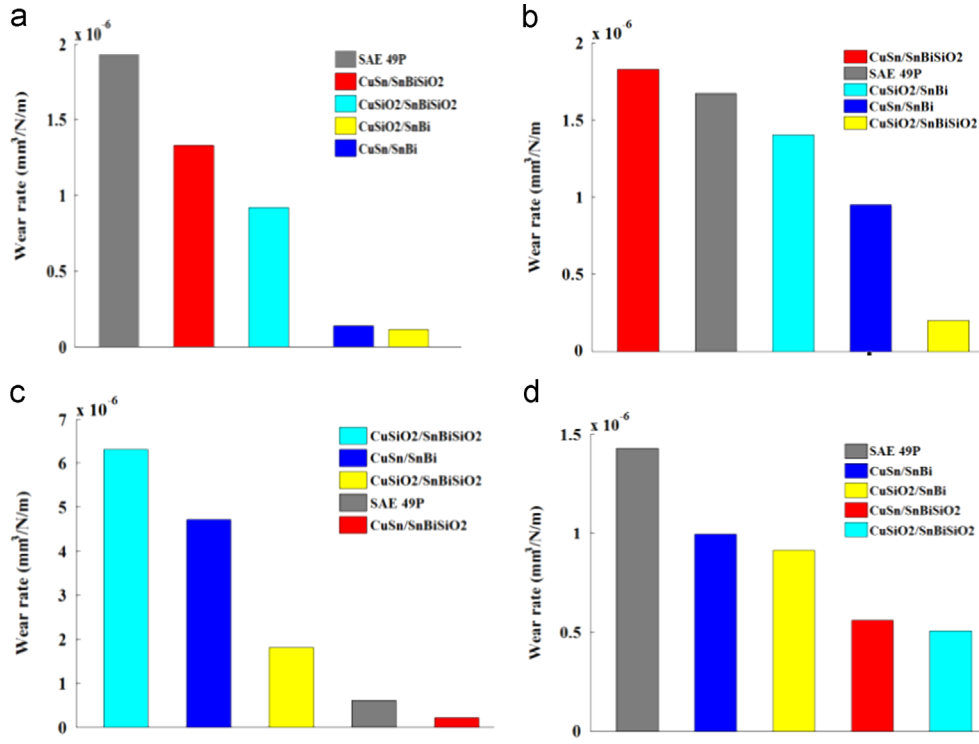 a
x 10-6
Wear rate (mm3/N/m)
2
1.5
1
0.5
0
SAE 49P
CuSn/SnBiSiO2
CuSiO2/SnBiSiO2
CuSiO2/SnBi
CuSn/SnBi
b
x 10-6
Wear rate (mm3/N/m
2
1.5
1
0.5
0
CuSn/SnBiSiO2
SAE 49P
CuSiO2/SnBi
CuSn/SnBi
CuSiO2/SnBiSiO2
c
x 10-6
Wear rate (mm3/N/m)
7
6
5
4
3
2
1
0
CuSiO2/SnBiSiO2
CuSn/SnBi
CuSiO2/SnBiSiO2
SAE 49P
CuSn/SnBiSiO2
d
x 10-6
Wear rate (mm3/N/m)
1.5
1
0.5
0
SAE 49P
CuSn/SnBi
CuSiO2/SnBi
CuSn/SnBiSiO2
CuSiO2/SnBiSiO2